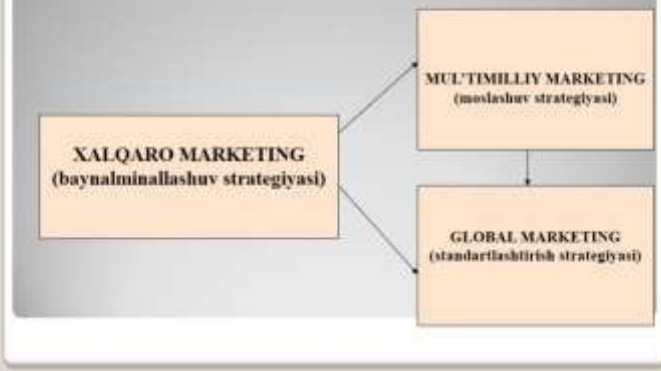 MUL'TIMILLIY MARKETING
(moslashuv strategiyasi)
XALQARO MARKETING
(baynalminallashuv strategiyasi)
GLOBAL MARKETING
(standartlashtirish strategiyasi)